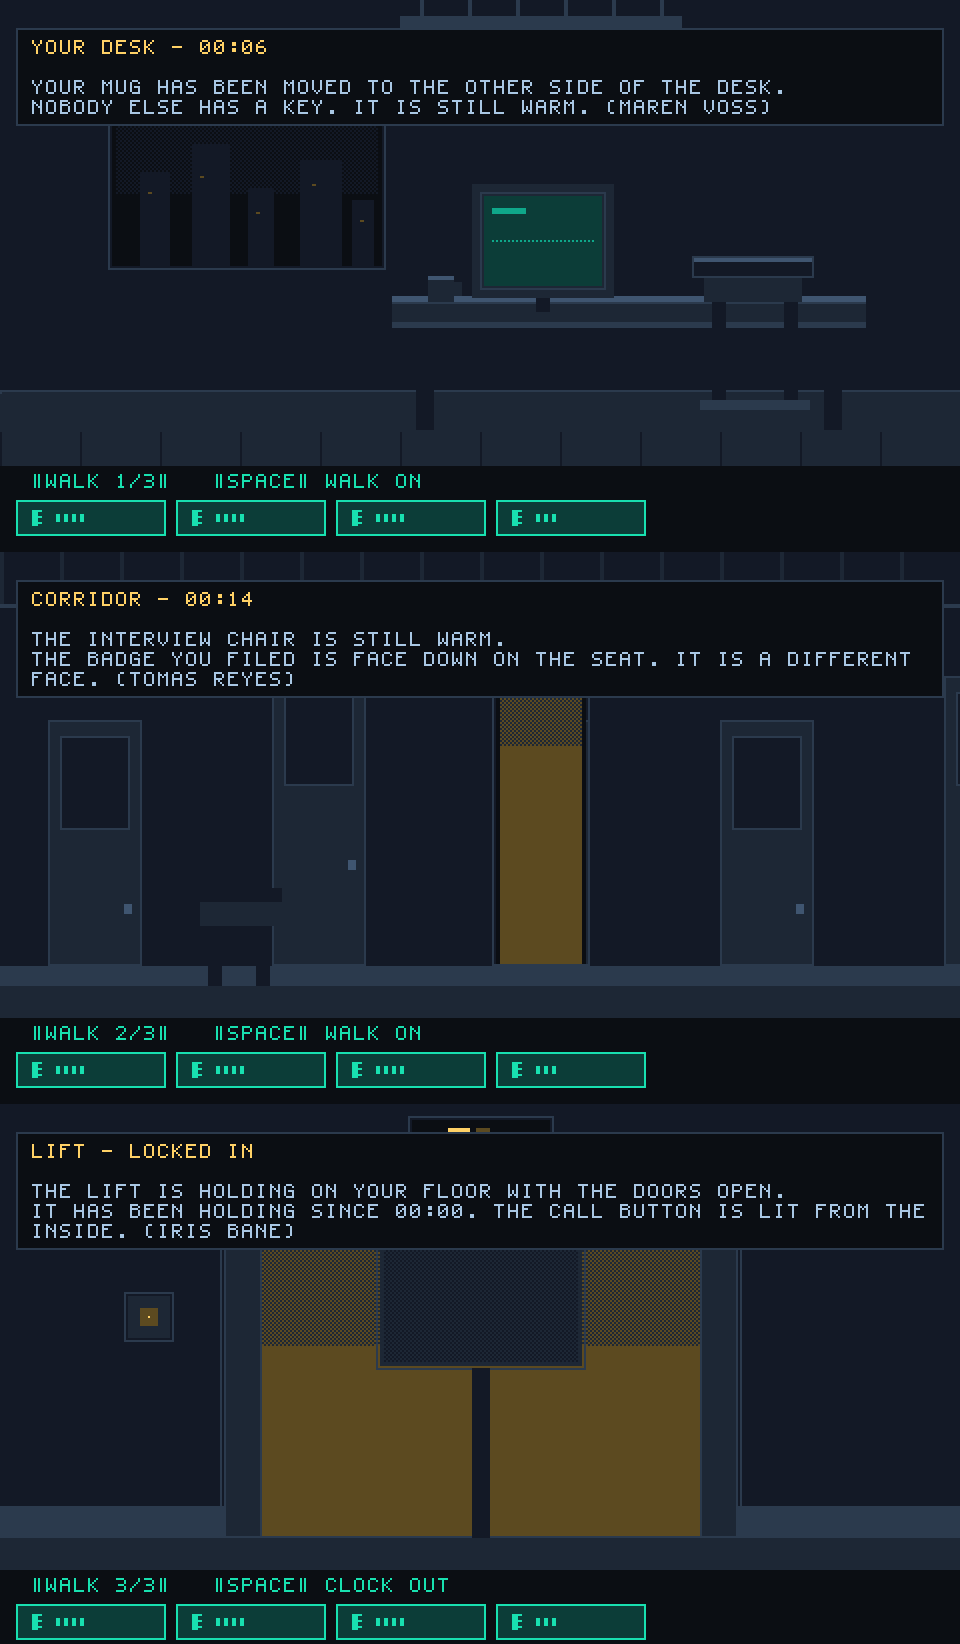 YOUR DESK - 00:06
YOUR MUG HAS BEEN MOVED TO THE OTHER SIDE OF THE DESK.
NOBODY ELSE HAS A KEY. IT IS STILL WARM. (MAREN VOSS)
‖WALK 1/3‖ ‖SPACE‖ WALK ON
CORRIDOR - 00:14
THE INTERVIEW CHAIR IS STILL WARM.
THE BADGE YOU FILED IS FACE DOWN ON THE SEAT. IT IS A DIFFERENT
FACE. (TOMAS REYES)
‖WALK 2/3‖ ‖SPACE‖ WALK ON
LIFT - LOCKED IN
THE LIFT IS HOLDING ON YOUR FLOOR WITH THE DOORS OPEN.
IT HAS BEEN HOLDING SINCE 00:00. THE CALL BUTTON IS LIT FROM THE
INSIDE. (IRIS BANE)
‖WALK 3/3‖ ‖SPACE‖ CLOCK OUT